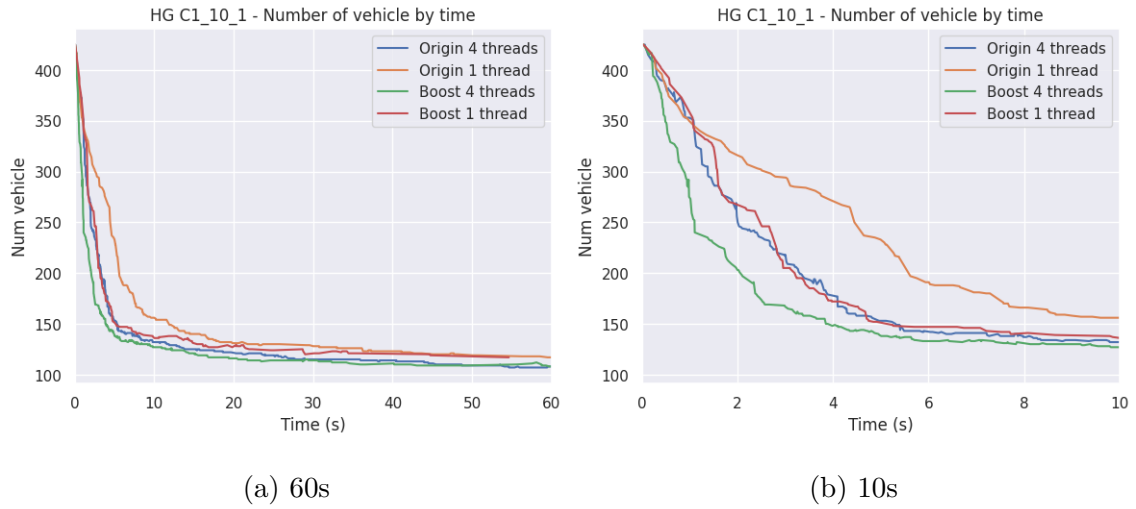 HG C1_10_1 - Number of vehicle by time
Num vehicle
400
350
300
250
200
150
100
Origin 4 threads
Origin 1 thread
Boost 4 threads
Boost 1 thread
0 10 20 30 40 50 60
Time (s)
(a) 60s
HG C1_10_1 - Number of vehicle by time
Num vehicle
400
350
300
250
200
150
100
Origin 4 threads
Origin 1 thread
Boost 4 threads
Boost 1 thread
0 2 4 6 8 10
Time (s)
(b) 10s